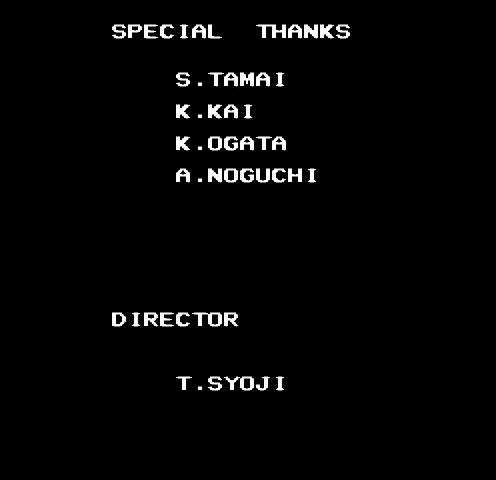 SPECIAL THANKS
S.TAMAI
K.KAI
K.OGATA
A.NOGUCHI
DIRECTOR
T.SYOJI